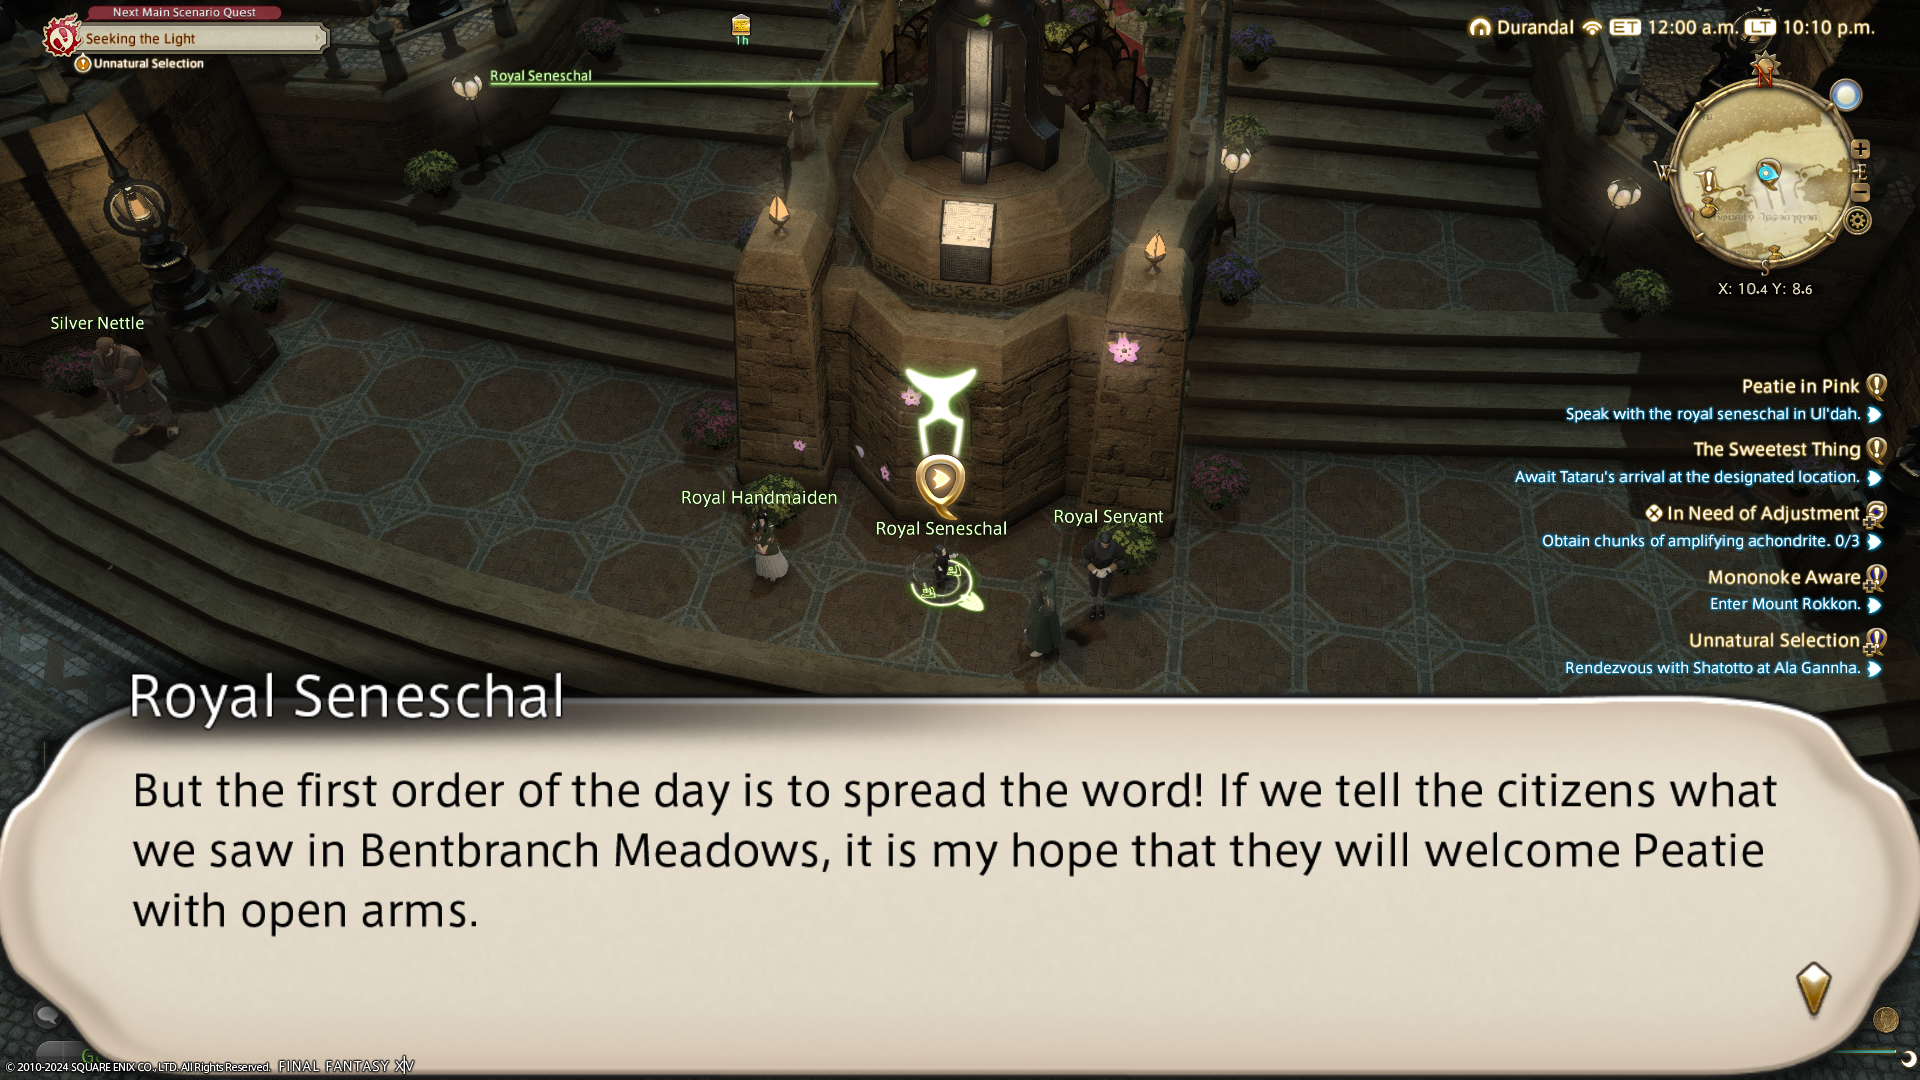 Next Main Scenario Quest
Seeking the Light
Unnatural Selection
1h
Royal Seneschal
Durandal ET 12:00 a.m. LT 10:10 p.m.
N
W
E
S
X: 10.4 Y: 8.6
Silver Nettle
Peatie in Pink
Speak with the royal seneschal in Ul'dah.
The Sweetest Thing
Await Tataru's arrival at the designated location.
In Need of Adjustment
Obtain chunks of amplifying achondrite. 0/3
Mononoke Aware
Enter Mount Rokkon.
Unnatural Selection
Rendezvous with Shatotto at Ala Gannha.
Royal Handmaiden
Royal Seneschal
Royal Servant
Royal Seneschal
But the first order of the day is to spread the word! If we tell the citizens what
we saw in Bentbranch Meadows, it is my hope that they will welcome Peatie
with open arms.
© 2010-2024 SQUARE ENIX CO., LTD. All Rights Reserved. FINAL FANTASY XIV